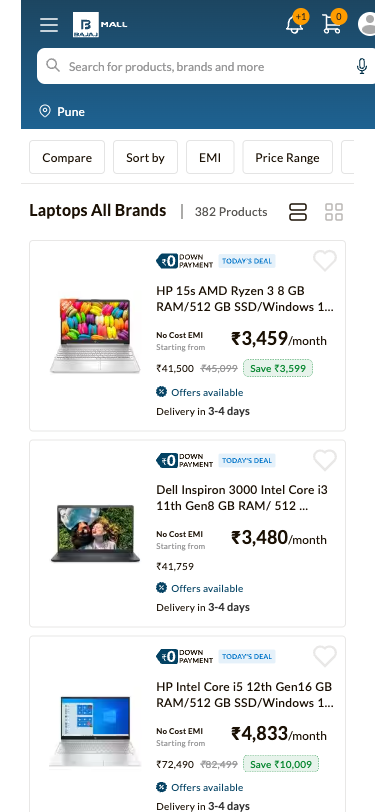 B
BAJAJ
MALL
+1
0
Search for products, brands and more
Pune
Compare
Sort by
EMI
Price Range
Laptops All Brands | 382 Products
₹0 DOWN PAYMENT
TODAY'S DEAL
HP 15s AMD Ryzen 3 8 GB
RAM/512 GB SSD/Windows 1...
No Cost EMI
Starting from
₹3,459/month
₹41,500 ₹45,099 Save ₹3,599
Offers available
Delivery in 3-4 days
₹0 DOWN PAYMENT
TODAY'S DEAL
Dell Inspiron 3000 Intel Core i3
11th Gen8 GB RAM/ 512 ...
No Cost EMI
Starting from
₹3,480/month
₹41,759
Offers available
Delivery in 3-4 days
₹0 DOWN PAYMENT
TODAY'S DEAL
HP Intel Core i5 12th Gen16 GB
RAM/512 GB SSD/Windows 1...
No Cost EMI
Starting from
₹4,833/month
₹72,490 ₹82,499 Save ₹10,009
Offers available
Delivery in 3-4 days